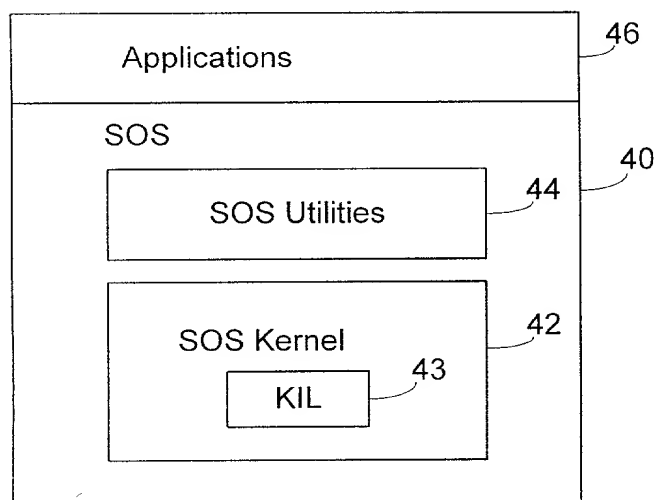 Applications
46
SOS
40
SOS Utilities
44
SOS Kernel
42
KIL
43